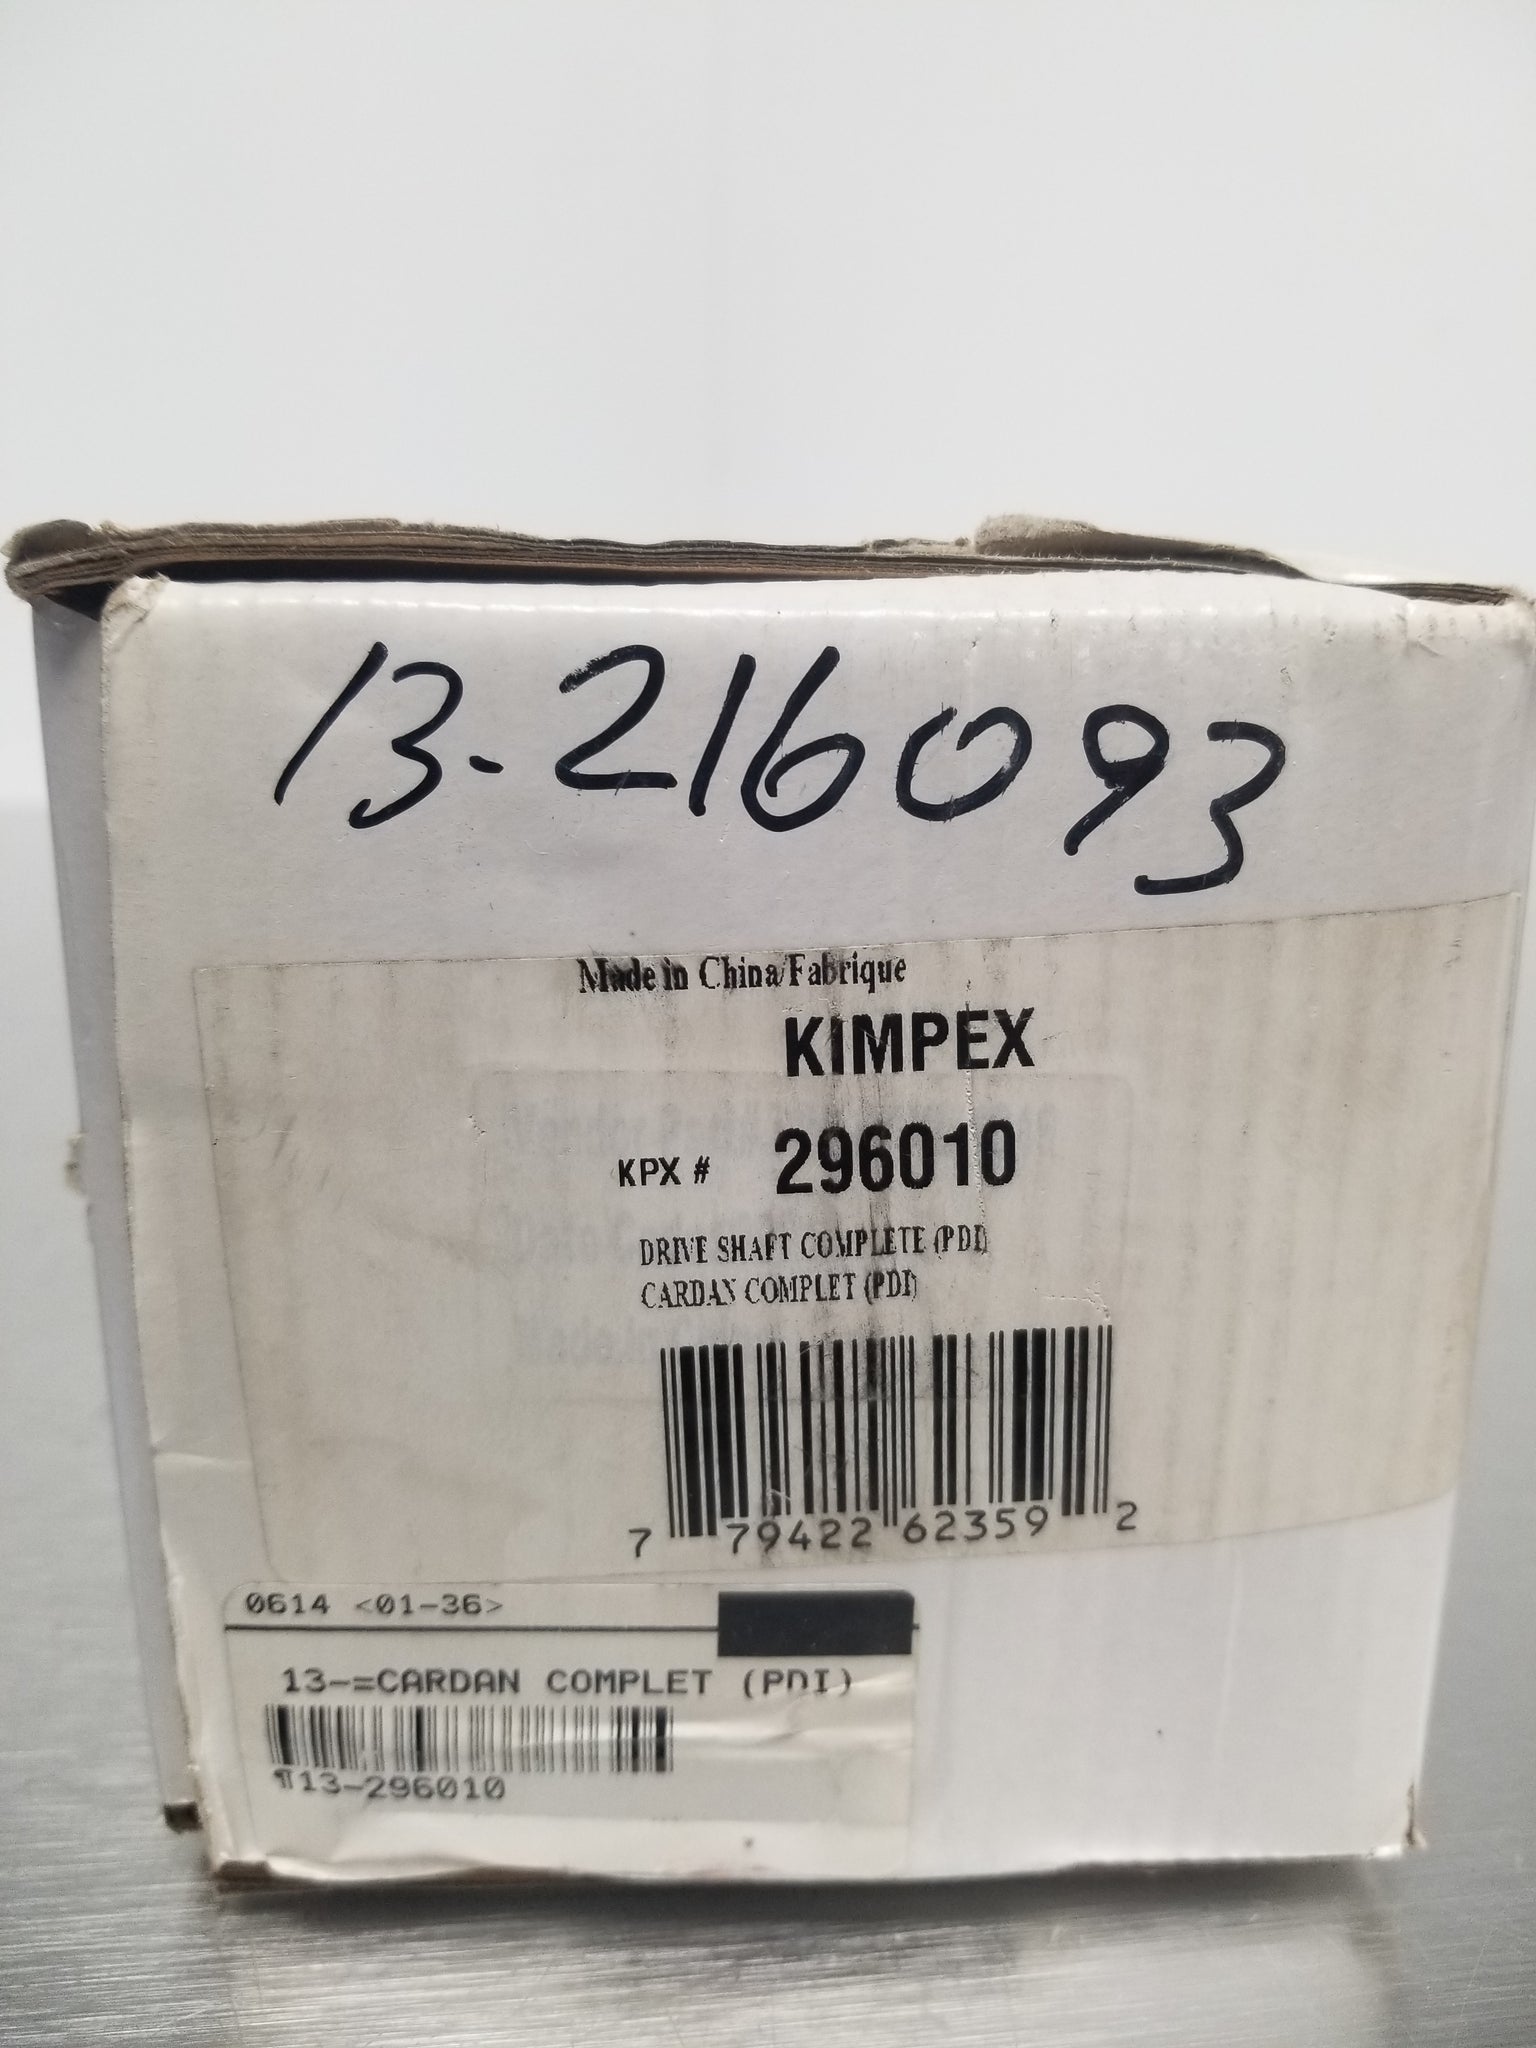 13-216093
Made in China/Fabrique
KIMPEX
KPX # 296010
DRIVE SHAFT COMPLETE (PDI)
CARDAN COMPLET (PDI)
7 79422 62359 2
0614 <01-36>
13-=CARDAN COMPLET (PDI)
¶13-296010